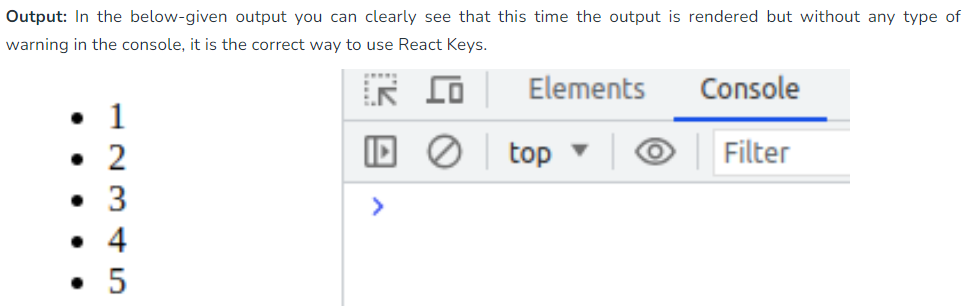 Output: In the below-given output you can clearly see that this time the output is rendered but without any type of
warning in the console, it is the correct way to use React Keys.
Elements Console
• 1
top ▼ Filter
• 2
• 3
• 4
• 5